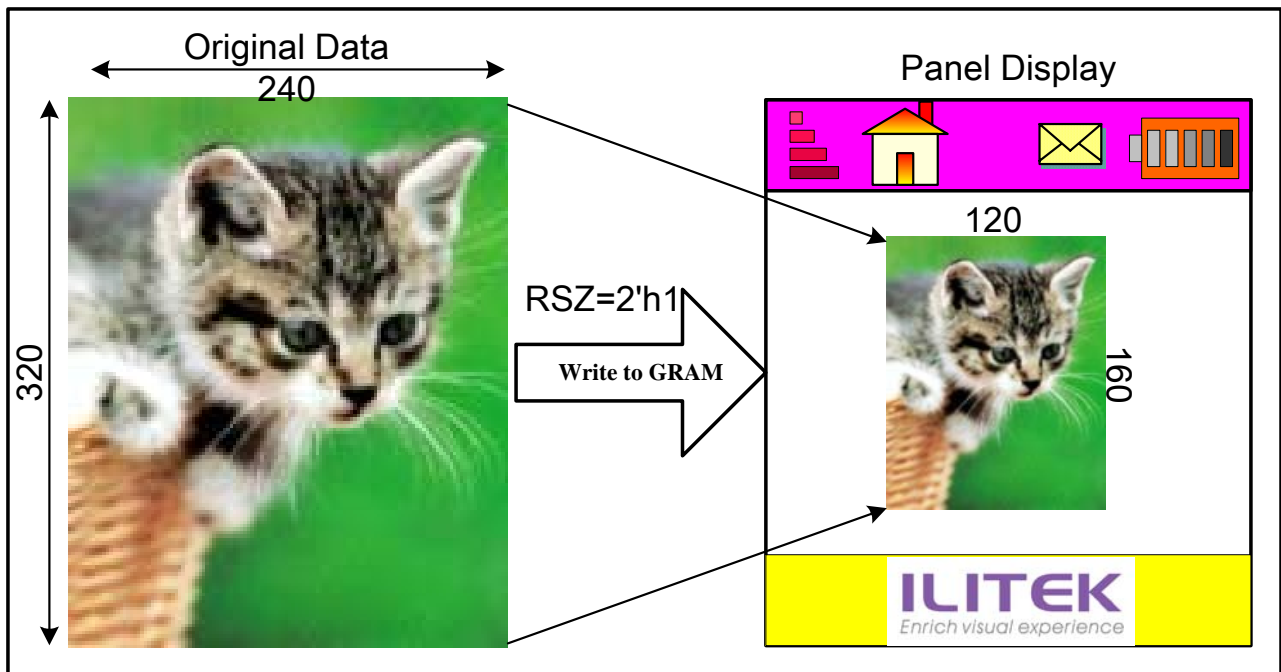 Original Data
240
320
RSZ=2'h1
Write to GRAM
Panel Display
120
160
ILITEK
Enrich visual experience